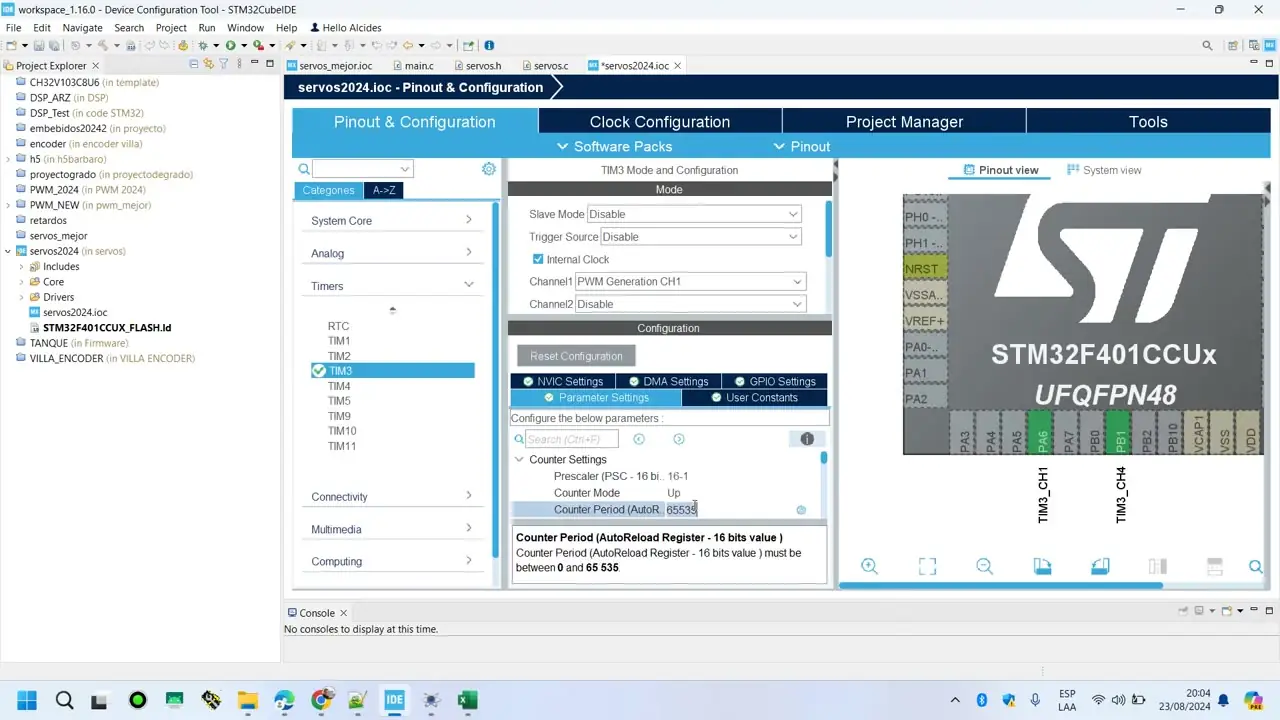 workspace_1.16.0 - Device Configuration Tool - STM32CubeIDE
File Edit Navigate Search Project Run Window Help Hello Alcides
Project Explorer
servos_mejor.ioc main.c servos.h servos.c *servos2024.ioc
CH32V103C8U6 (in template)
DSP_ARZ (in DSP)
DSP_Test (in code STM32)
embebidos20242 (in proyecto)
encoder (in encoder villa)
h5 (in h5barbaro)
proyectogrado (in proyectodegrado)
PWM_2024 (in PWM 2024)
PWM_NEW (in pwm_mejor)
retardos
servos_mejor
servos2024 (in servos)
Includes
Core
Drivers
servos2024.ioc
STM32F401CCUX_FLASH.ld
TANQUE (in Firmware)
VILLA_ENCODER (in VILLA ENCODER)
servos2024.ioc - Pinout & Configuration
Pinout & Configuration Clock Configuration Project Manager Tools
Software Packs Pinout
Categories A->Z
System Core
Analog
Timers
RTC
TIM1
TIM2
TIM3
TIM4
TIM5
TIM9
TIM10
TIM11
Connectivity
Multimedia
Computing
TIM3 Mode and Configuration
Mode
Slave Mode Disable
Trigger Source Disable
Internal Clock
Channel1 PWM Generation CH1
Channel2 Disable
Configuration
Reset Configuration
NVIC Settings DMA Settings GPIO Settings
Parameter Settings User Constants
Configure the below parameters :
Search (Ctrl+F)
Counter Settings
Prescaler (PSC - 16 bi.. 16-1
Counter Mode Up
Counter Period (AutoR.. 65535
Counter Period (AutoReload Register - 16 bits value )
Counter Period (AutoReload Register - 16 bits value ) must be
between 0 and 65 535.
Pinout view System view
PH0 -..
PH1 -..
NRST
VSSA..
VREF+
PA0-..
PA1
PA2
STM32F401CCUx
UFQFPN48
PA3 PA4 PA5 PA6 PA7 PB0 PB1 PB2 PB10 VCAP1 VSS VDD
TIM3_CH1 TIM3_CH4
Console
No consoles to display at this time.
IDE
ESP
LAA
20:04
23/08/2024